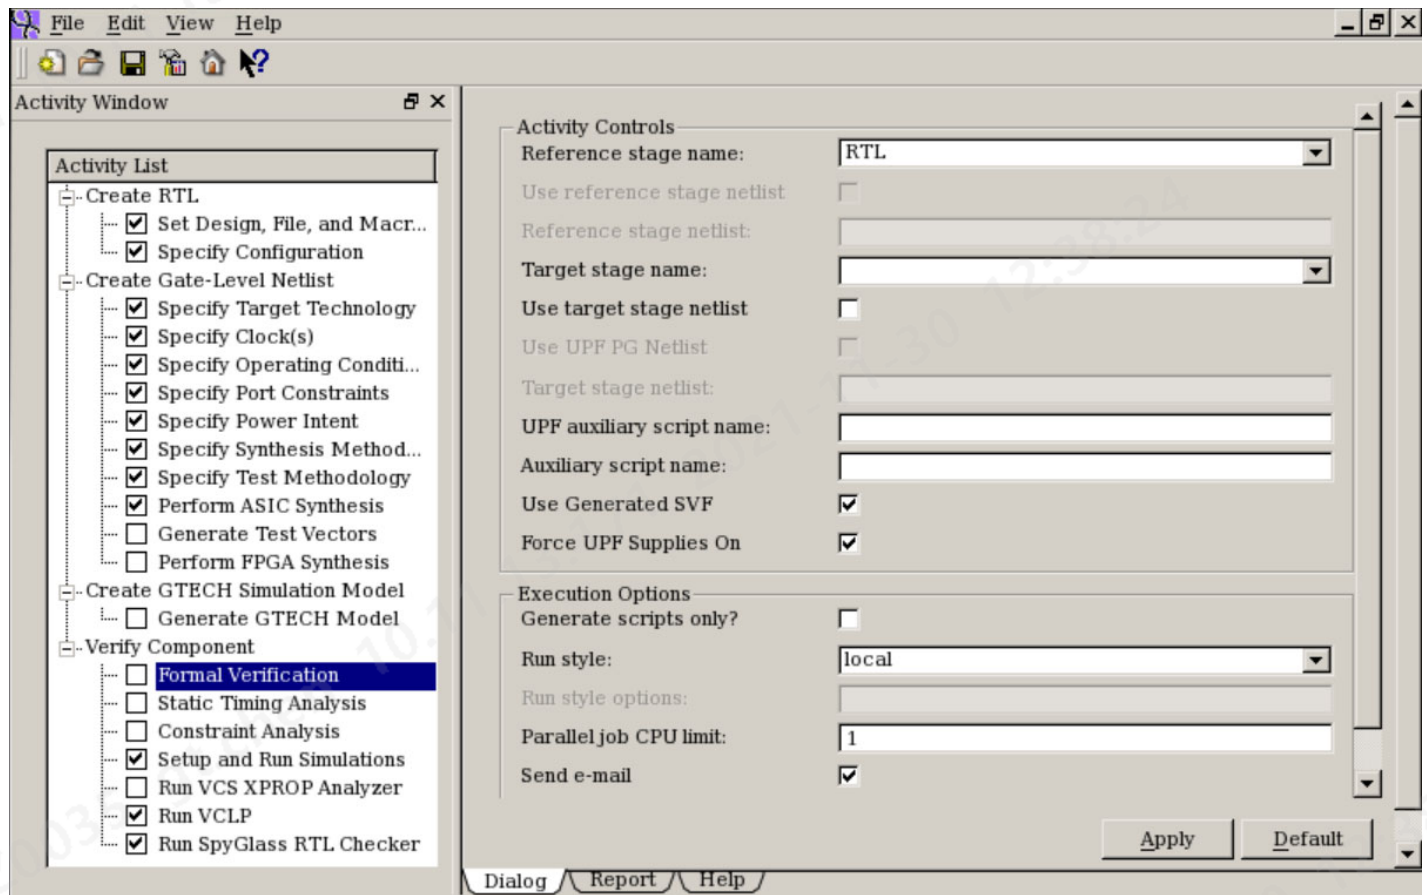 File Edit View Help
Activity Window
Activity List
Create RTL
Set Design, File, and Macr...
Specify Configuration
Create Gate-Level Netlist
Specify Target Technology
Specify Clock(s)
Specify Operating Conditi...
Specify Port Constraints
Specify Power Intent
Specify Synthesis Method...
Specify Test Methodology
Perform ASIC Synthesis
Generate Test Vectors
Perform FPGA Synthesis
Create GTECH Simulation Model
Generate GTECH Model
Verify Component
Formal Verification
Static Timing Analysis
Constraint Analysis
Setup and Run Simulations
Run VCS XPROP Analyzer
Run VCLP
Run SpyGlass RTL Checker
Activity Controls
Reference stage name: RTL
Use reference stage netlist
Reference stage netlist:
Target stage name:
Use target stage netlist
Use UPF PG Netlist
Target stage netlist:
UPF auxiliary script name:
Auxiliary script name:
Use Generated SVF
Force UPF Supplies On
Execution Options
Generate scripts only?
Run style: local
Run style options:
Parallel job CPU limit: 1
Send e-mail
Apply Default
Dialog Report Help
2021-11-30 12:38:24